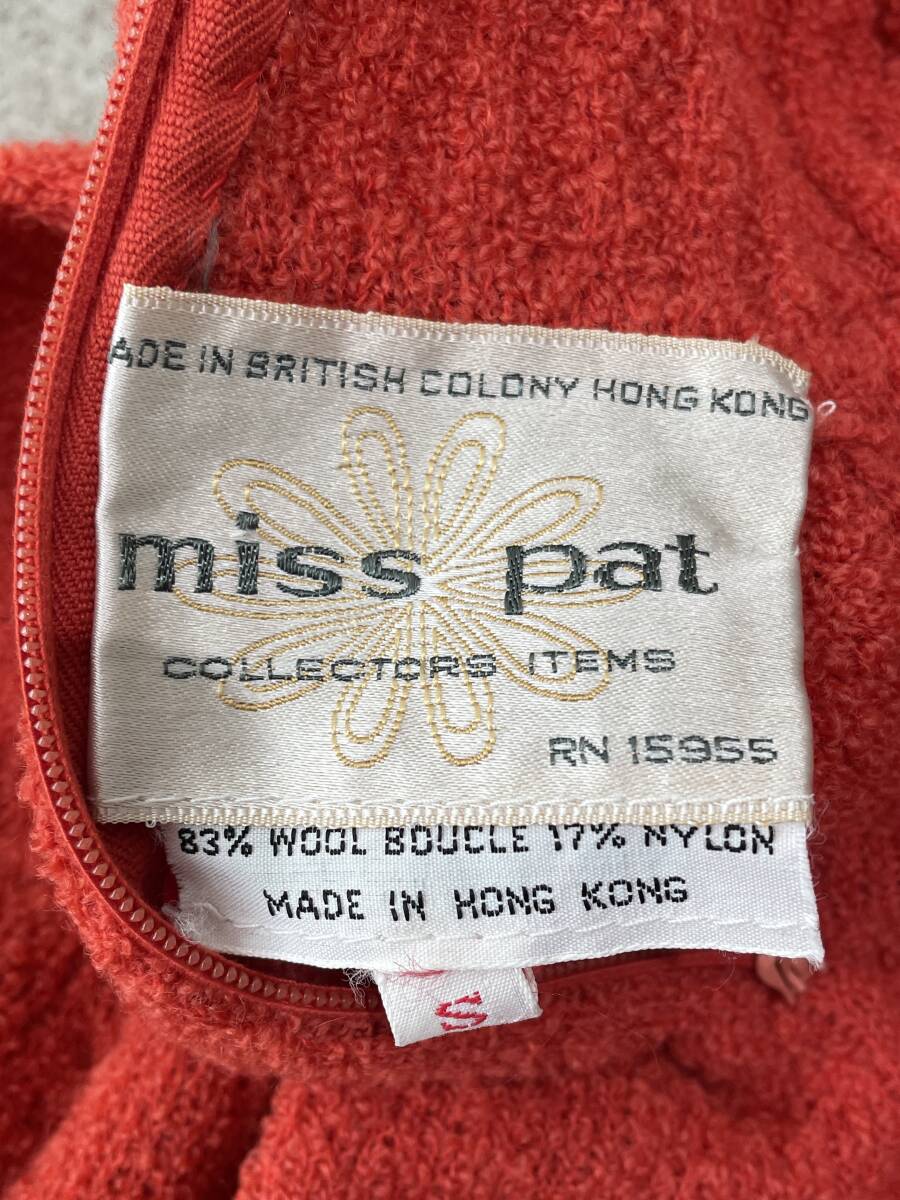 ADE IN BRITISH COLONY HONG KONG
miss pat
COLLECTORS ITEMS
RN 15955
83% WOOL BOUCLE 17% NYLON
MADE IN HONG KONG
S